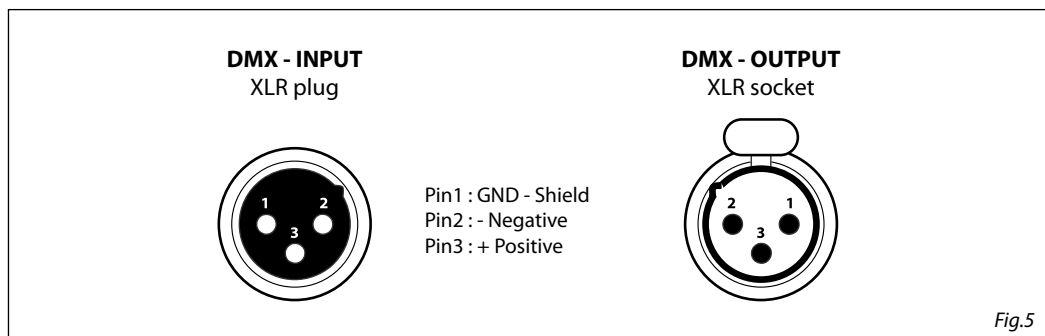 DMX - INPUT
XLR plug
DMX - OUTPUT
XLR socket
1
2
3
Pin1 : GND - Shield
Pin2 : - Negative
Pin3 : + Positive
2
1
3
Fig.5